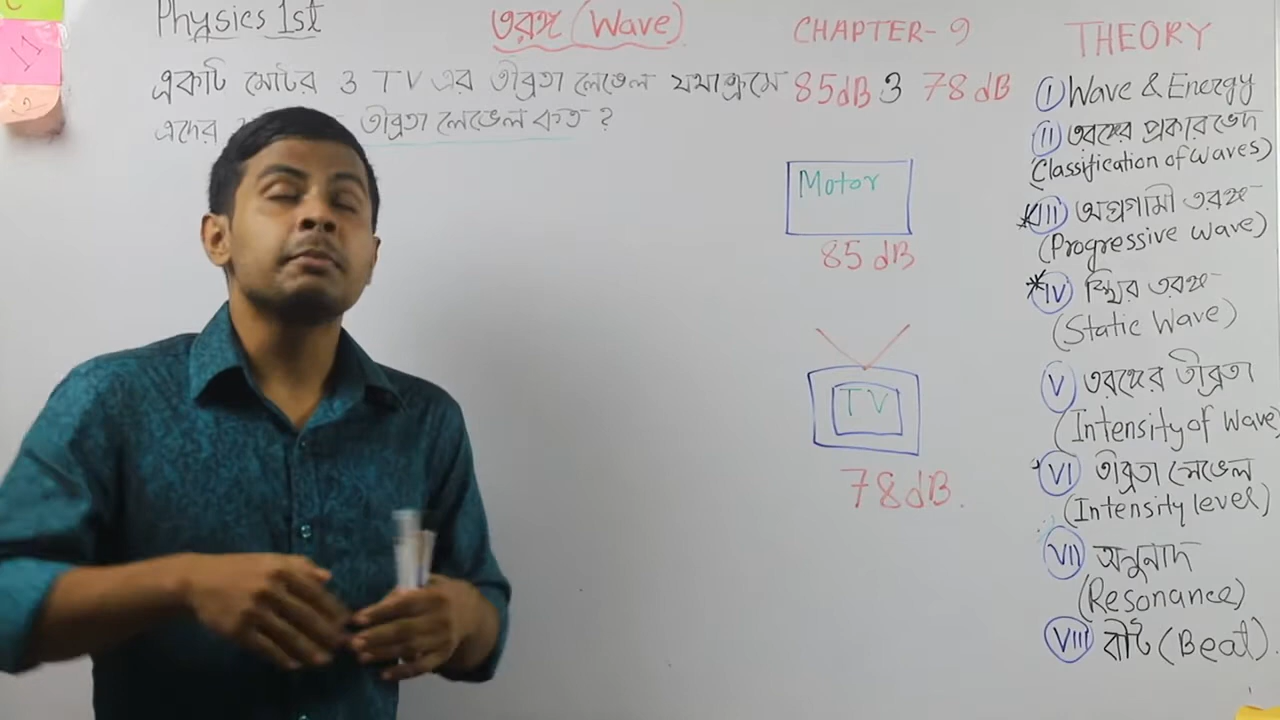 Physics 1st
তরঙ্গ (Wave)
CHAPTER-9
THEORY
একটি মোটর ও TV এর তীব্রতা লেভেল যথাক্রমে 85dB ও 78dB
এদের তীব্রতা লেভেল কত ?
Motor
85 dB
TV
78dB.
I Wave & Energy
II তরঙ্গের প্রকারভেদ
(Classification of Waves)
*III অগ্রগামী তরঙ্গ
(Progressive wave)
*IV স্থির তরঙ্গ
(Static Wave)
V তরঙ্গের তীব্রতা
(Intensity of Wave)
VI তীব্রতা লেভেল
(Intensity level)
VII অনুনাদ
(Resonance)
VIII বীট (Beat).
11